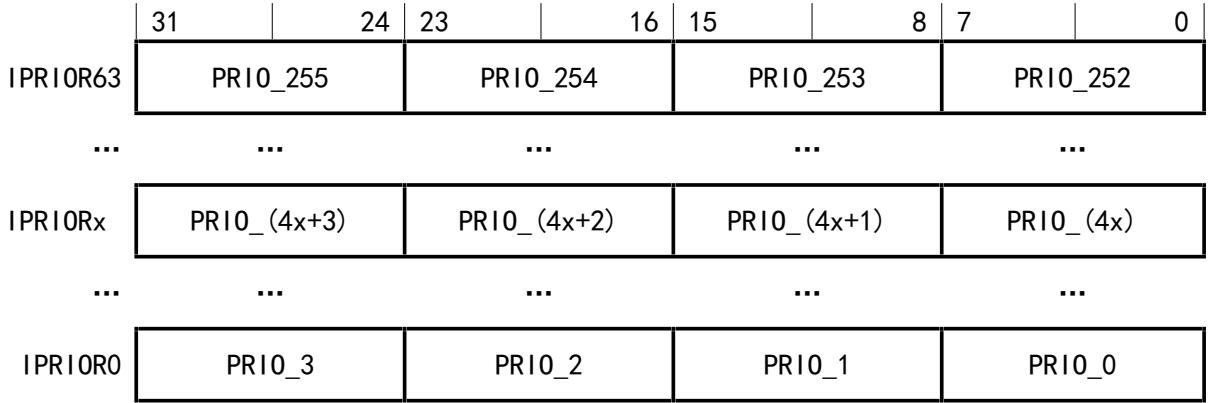 31 24 23 16 15 8 7 0
IPRIOR63 PRIO_255 PRIO_254 PRIO_253 PRIO_252
... ... ... ... ...
IPRIORx PRIO_(4x+3) PRIO_(4x+2) PRIO_(4x+1) PRIO_(4x)
... ... ... ... ...
IPRIOR0 PRIO_3 PRIO_2 PRIO_1 PRIO_0